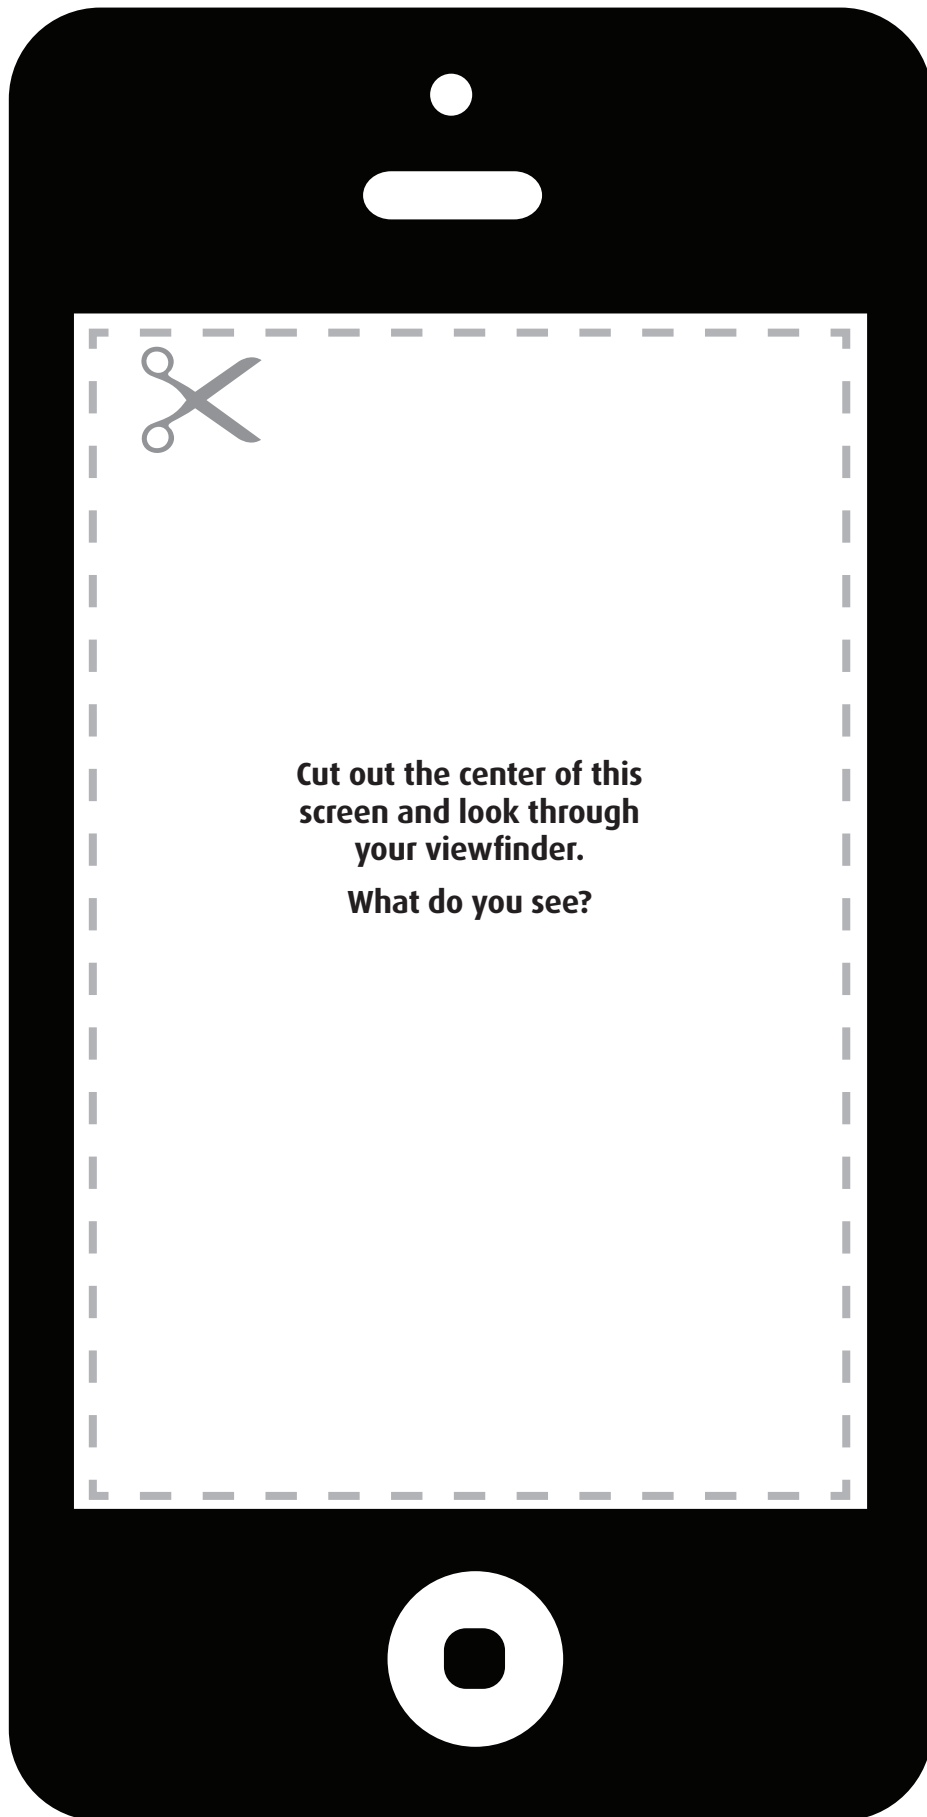 Cut out the center of this
screen and look through
your viewfinder.
What do you see?